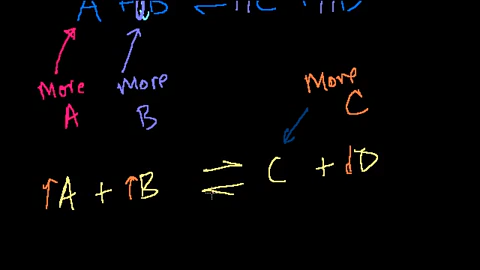 A + B ⇌ C + D
More A
More B
More C
↑A + ↑B ⇌ C + ↓D